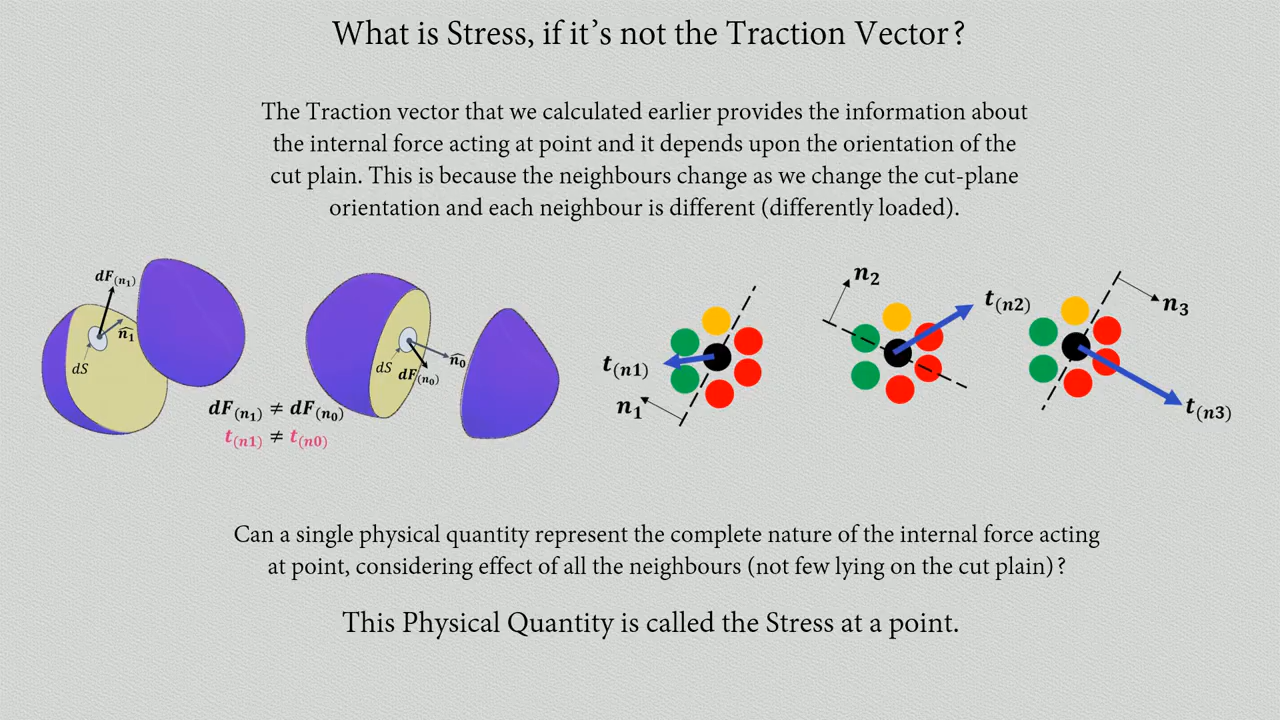 What is Stress, if it's not the Traction Vector?
The Traction vector that we calculated earlier provides the information about
the internal force acting at point and it depends upon the orientation of the
cut plain. This is because the neighbours change as we change the cut-plane
orientation and each neighbour is different (differently loaded).
dF(n₁)
n̂₁
dS
dS
dF(n₀)
n̂₀
dF(n₁) ≠ dF(n₀)
t(n1) ≠ t(n0)
t(n1)
n₁
n₂
t(n2)
n₃
t(n3)
Can a single physical quantity represent the complete nature of the internal force acting
at point, considering effect of all the neighbours (not few lying on the cut plain)?
This Physical Quantity is called the Stress at a point.